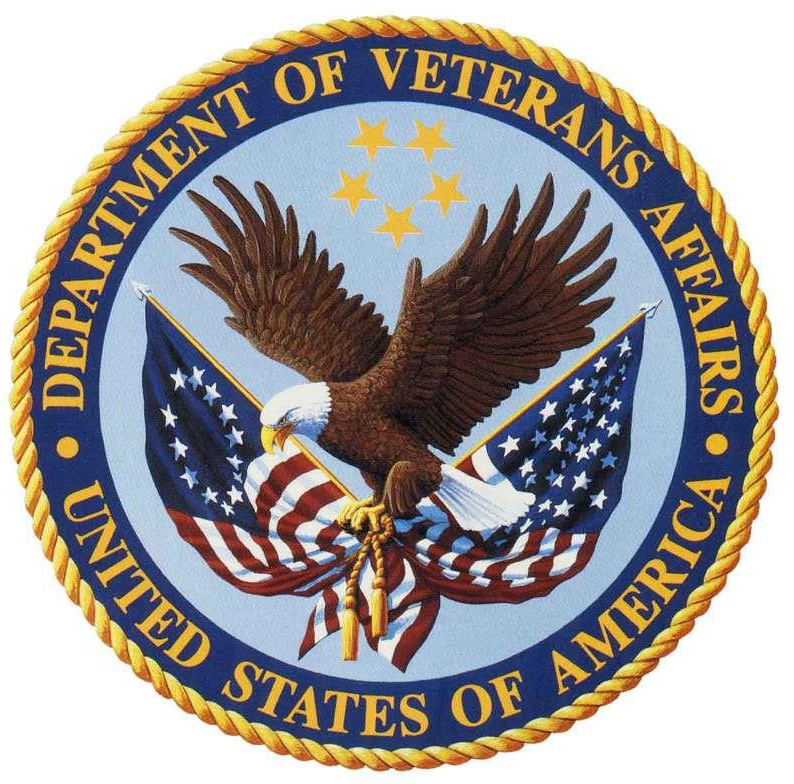 DEPARTMENT OF VETERANS AFFAIRS
UNITED STATES OF AMERICA